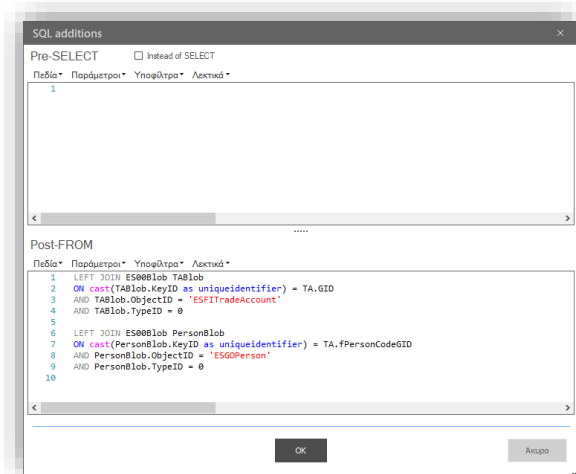 SQL additions ×
Pre-SELECT Instead of SELECT
Πεδία Παράμετροι Υποφίλτρα Λεκτικά
1
Post-FROM
Πεδία Παράμετροι Υποφίλτρα Λεκτικά
1 LEFT JOIN ES00Blob TABlob
2 ON cast(TABlob.KeyID as uniqueidentifier) = TA.GID
3 AND TABlob.ObjectID = 'ESFITradeAccount'
4 AND TABlob.TypeID = 0
5
6 LEFT JOIN ES00Blob PersonBlob
7 ON cast(PersonBlob.KeyID as uniqueidentifier) = TA.fPersonCodeGID
8 AND PersonBlob.ObjectID = 'ESGOPerson'
9 AND PersonBlob.TypeID = 0
10
OK Άκυρο